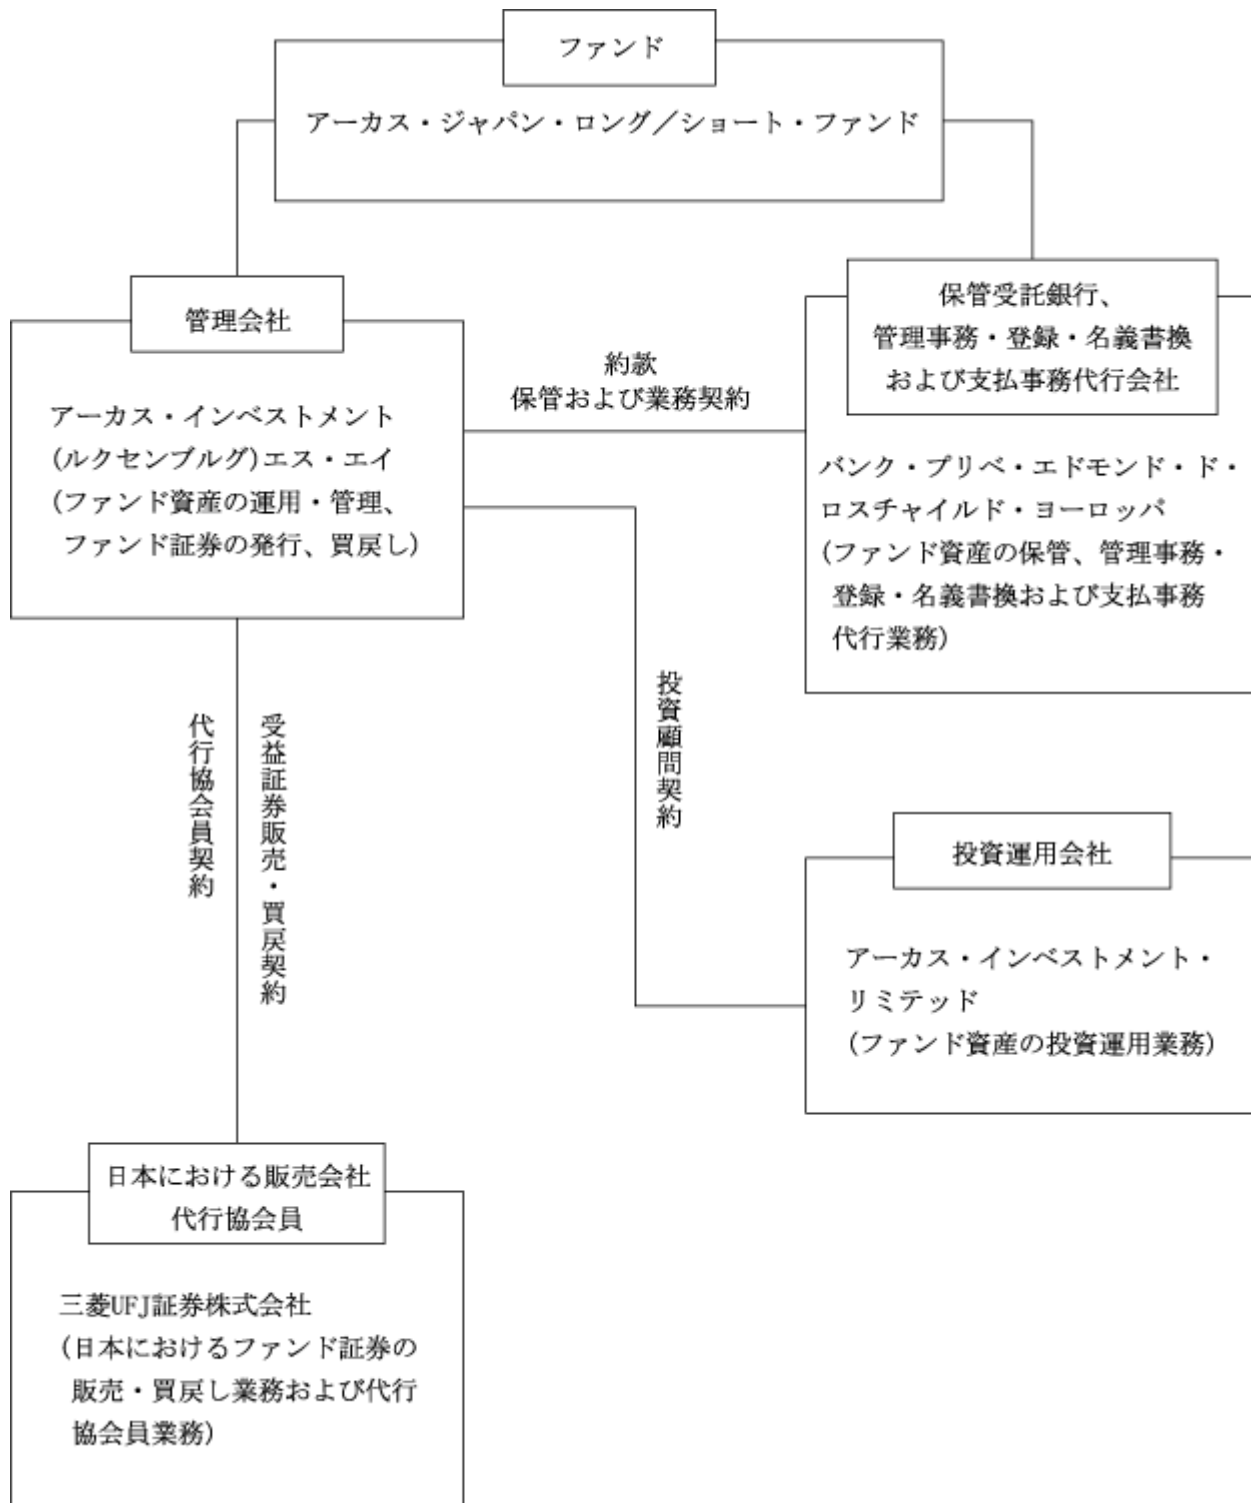 ファンド
アーカス・ジャパン・ロング／ショート・ファンド
管理会社
アーカス・インベストメント
(ルクセンブルグ)エス・エイ
(ファンド資産の運用・管理、
ファンド証券の発行、買戻し)
約款
保管および業務契約
保管受託銀行、
管理事務・登録・名義書換
および支払事務代行会社
バンク・プリベ・エドモンド・ド・
ロスチャイルド・ヨーロッパ
(ファンド資産の保管、管理事務・
登録・名義書換および支払事務
代行業務)
代行協会員契約
受益証券販売・買戻契約
投資顧問契約
投資運用会社
アーカス・インベストメント・
リミテッド
(ファンド資産の投資運用業務)
日本における販売会社
代行協会員
三菱UFJ証券株式会社
(日本におけるファンド証券の
販売・買戻し業務および代行
協会員業務)